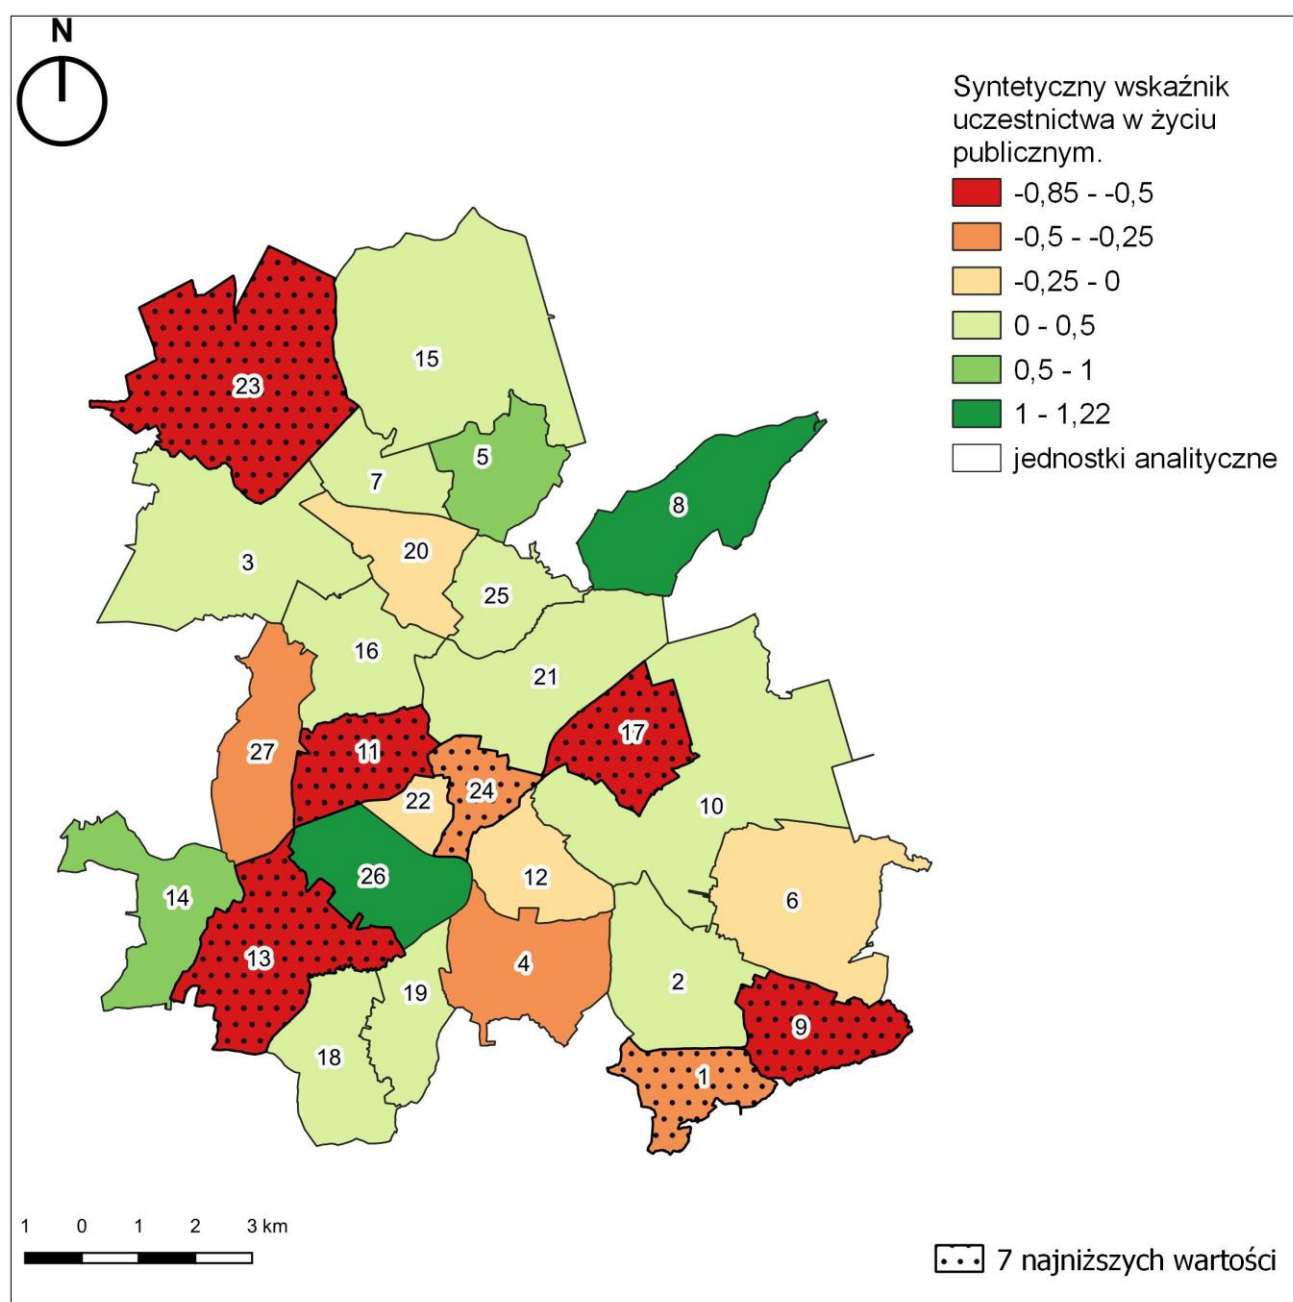 N
Syntetyczny wskaźnik
uczestnictwa w życiu
publicznym.
-0,85 - -0,5
-0,5 - -0,25
-0,25 - 0
0 - 0,5
0,5 - 1
1 - 1,22
jednostki analityczne
15
23
5
7
8
20
3
25
16
21
17
27
11
24
22
10
26
12
14
6
13
4
2
19
9
18
1
1 0 1 2 3 km
7 najniższych wartości